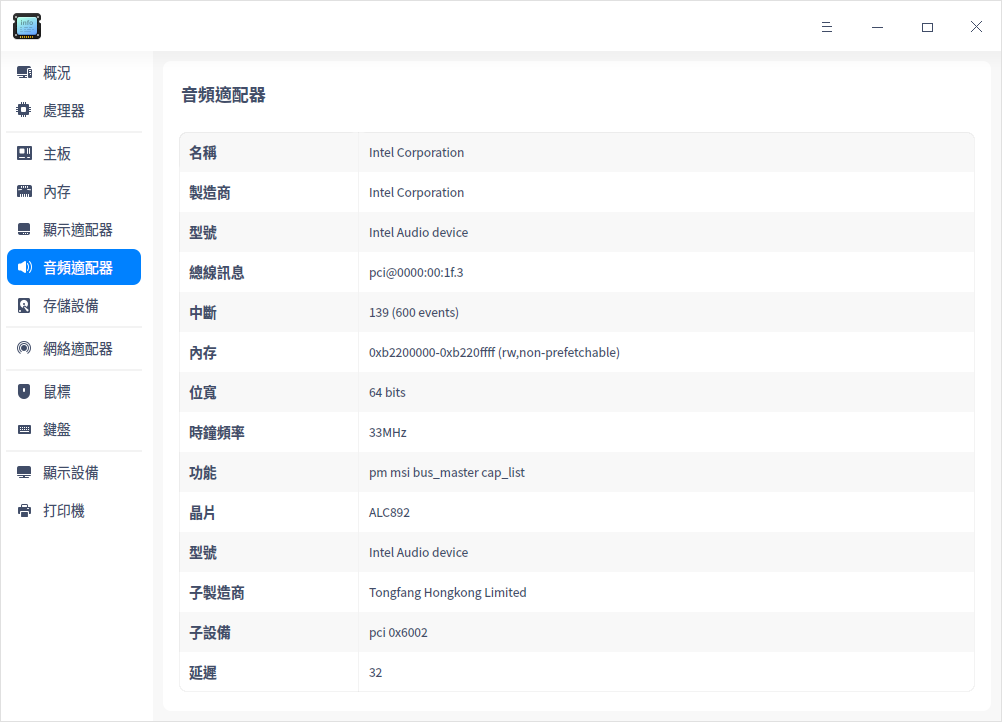 info
概況
處理器
主板
內存
顯示適配器
音頻適配器
存儲設備
網絡適配器
鼠標
鍵盤
顯示設備
打印機
音頻適配器
名稱 Intel Corporation
製造商 Intel Corporation
型號 Intel Audio device
總線訊息 pci@0000:00:1f.3
中斷 139 (600 events)
內存 0xb2200000-0xb220ffff (rw,non-prefetchable)
位寬 64 bits
時鐘頻率 33MHz
功能 pm msi bus_master cap_list
晶片 ALC892
型號 Intel Audio device
子製造商 Tongfang Hongkong Limited
子設備 pci 0x6002
延遲 32